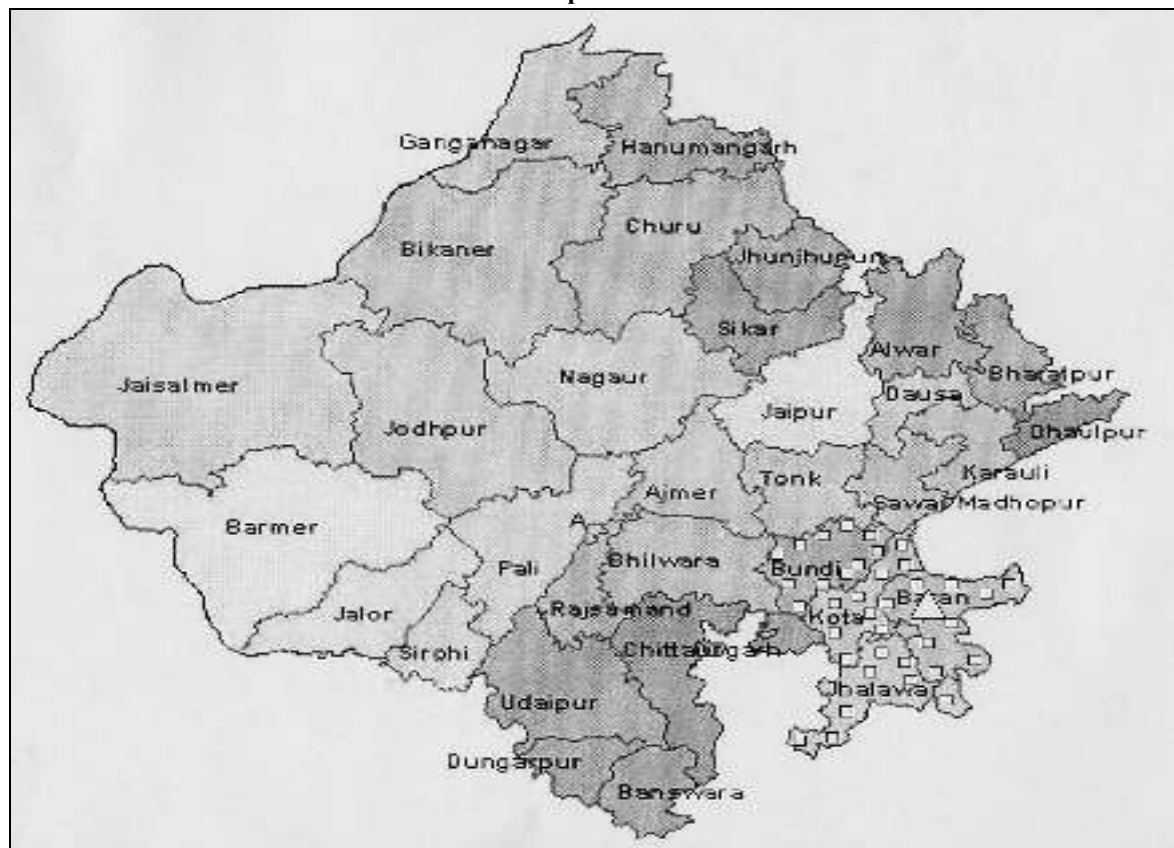 Ganganagar
Hanumangarh
Churu
Bikaner
Jhunjhunun
Sikar
Alwar
Jaisalmer
Nagaur
Bharatpur
Dausa
Jaipur
Jodhpur
Dhaulpur
Karauli
Tonk
Ajmer
Sawai Madhopur
Barmer
A
Bhilwara
Bundi
Pali
Baran
Rajsamand
Kota
Jalor
Chittaurgarh
Sirohi
Jhalawar
Udaipur
Dungarpur
Banswara